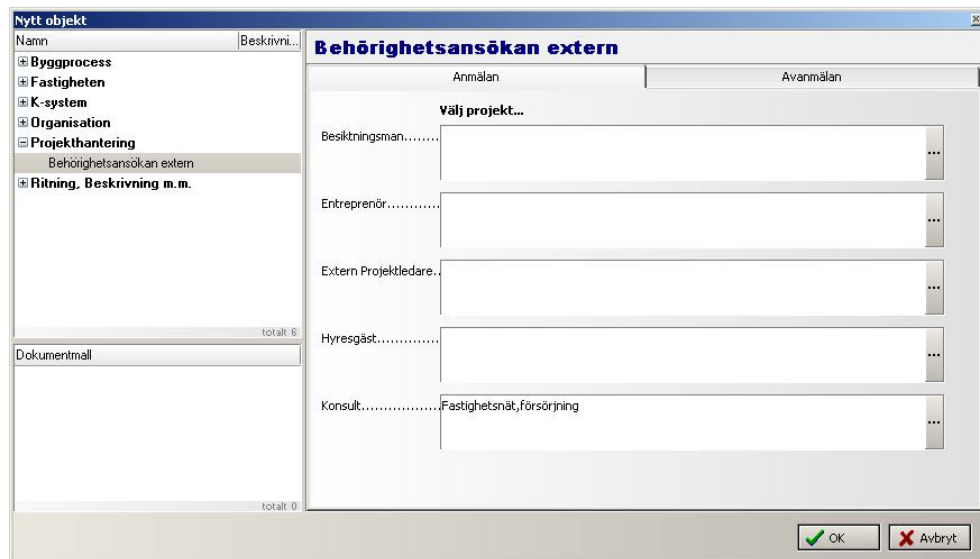 Nytt objekt
Namn Beskrivni...
Byggprocess
Fastigheten
K-system
Organisation
Projekthantering
Behörighetsansökan extern
Ritning, Beskrivning m.m.
totalt 6
Dokumentmall
totalt 0
Behörighetsansökan extern
Anmälan Avanmälan
Välj projekt...
Besiktningsman........ ...
Entreprenör............ ...
Extern Projektledare.. ...
Hyresgäst.............. ...
Konsult..................Fastighetsnät,försörjning ...
OK Avbryt